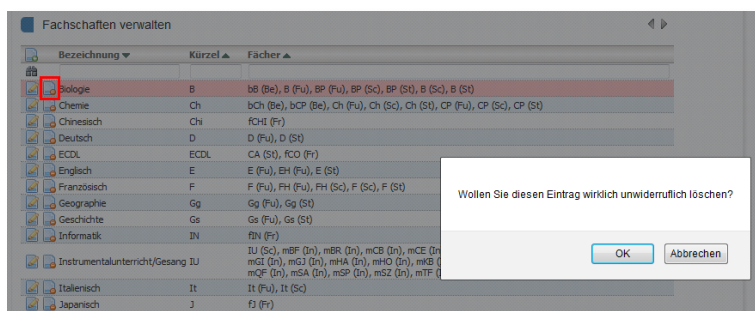 Fachschaften verwalten
Bezeichnung Kürzel Fächer
Biologie B bB (Be), B (Fu), BP (Fu), BP (Sc), BP (St), B (Sc), B (St)
Chemie Ch bCh (Be), bCP (Be), Ch (Fu), Ch (Sc), Ch (St), CP (Fu), CP (Sc), CP (St)
Chinesisch Chi fCHI (Fr)
Deutsch D D (Fu), D (St)
ECDL ECDL CA (St), fCO (Fr)
Englisch E E (Fu), EH (Fu), E (St)
Französisch F F (Fu), FH (Fu), FH (Sc), F (Sc), F (St)
Wollen Sie diesen Eintrag wirklich unwiderruflich löschen?
Geographie Gg Gg (Fu), Gg (St)
Geschichte Gs Gs (Fu), Gs (St)
Informatik IN fIN (Fr)
IU (Sc), mBF (In), mBR (In), mCB (In), mCE (In
Instrumentalunterricht/Gesang IU mGI (In), mGJ (In), mHA (In), mHO (In), mKB (
mQF (In), mSA (In), mSP (In), mSZ (In), mTF (
OK Abbrechen
Italienisch It It (Fu), It (Sc)
Japanisch J fJ (Fr)